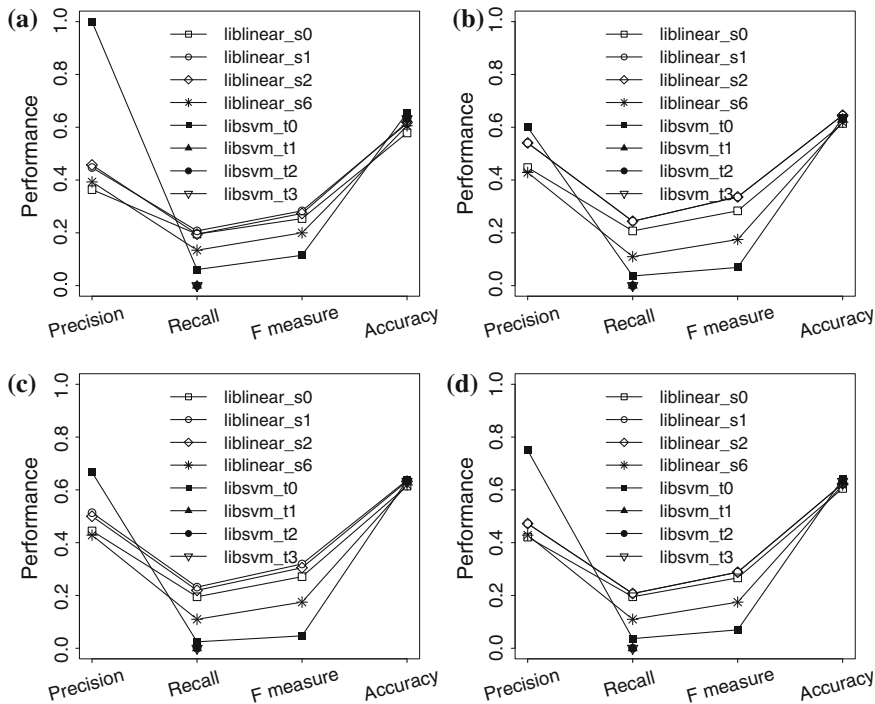 (a)
Performance
1.0
0.8
0.6
0.4
0.2
0.0
liblinear_s0
liblinear_s1
liblinear_s2
liblinear_s6
libsvm_t0
libsvm_t1
libsvm_t2
libsvm_t3
Precision Recall F measure Accuracy
(b)
Performance
1.0
0.8
0.6
0.4
0.2
0.0
liblinear_s0
liblinear_s1
liblinear_s2
liblinear_s6
libsvm_t0
libsvm_t1
libsvm_t2
libsvm_t3
Precision Recall F measure Accuracy
(c)
Performance
1.0
0.8
0.6
0.4
0.2
0.0
liblinear_s0
liblinear_s1
liblinear_s2
liblinear_s6
libsvm_t0
libsvm_t1
libsvm_t2
libsvm_t3
Precision Recall F measure Accuracy
(d)
Performance
1.0
0.8
0.6
0.4
0.2
0.0
liblinear_s0
liblinear_s1
liblinear_s2
liblinear_s6
libsvm_t0
libsvm_t1
libsvm_t2
libsvm_t3
Precision Recall F measure Accuracy